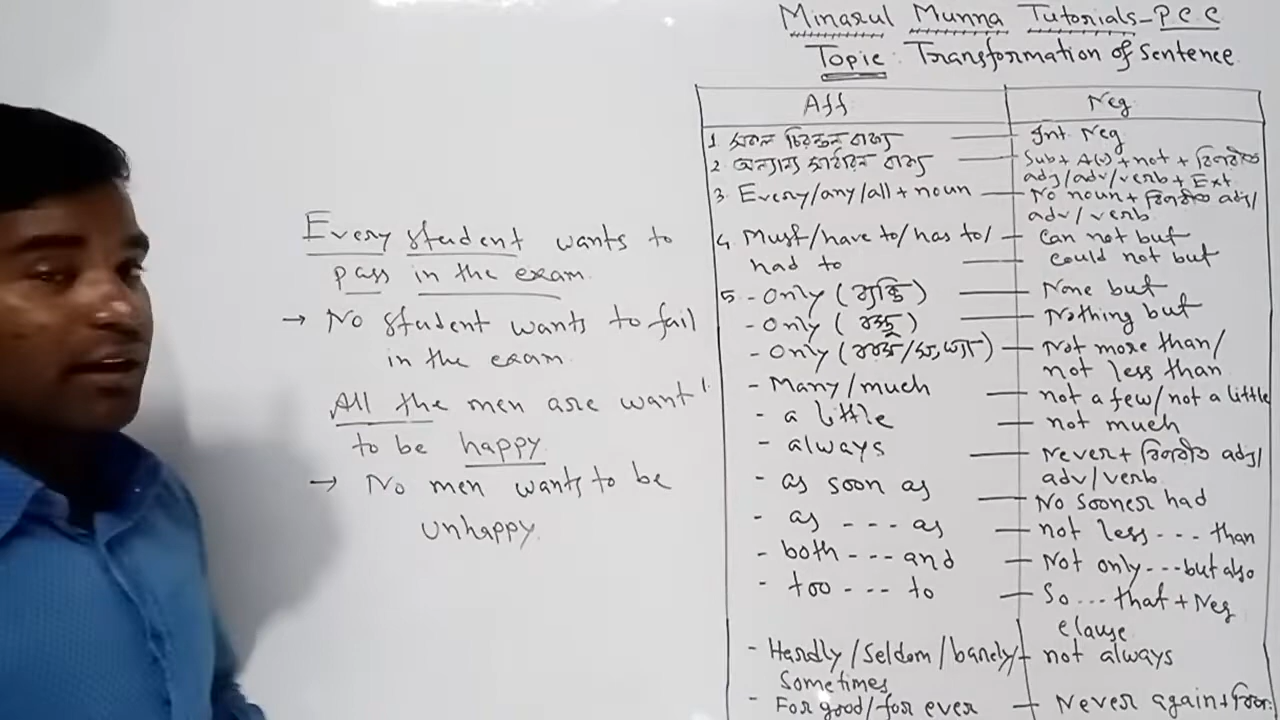 Minarul Munna Tutorials-PCC
Topic: Transformation of Sentence
Every student wants to
pass in the exam.
→ No student wants to fail
in the exam.
All the men are want
to be happy.
→ No men wants to be
unhappy.
Aff Neg
1. সকল চিরন্তন বাক্য — Int. Neg
2. অন্যান্য বাক্য — Sub + A(v) + not + বিপরীত
adj/adv/verb + Ext.
3. Every/any/all + noun — No noun + বিপরীত adj/
adv/verb
4. Must/have to/has to/ — Can not but
had to — Could not but
5 - Only (ব্যক্তি) — None but
- Only (বস্তু) — Nothing but
- Only ( ) — Not more than/
not less than
- Many/much — not a few/not a little
- a little — not much
- always — Never + বিপরীত adj/
adv/verb
- as soon as — No sooner had
- as --- as — not less --- than
- both --- and — Not only --- but also
- too --- to — So ... that + Neg
clause
- Hardly/Seldom/barely/ — not always
Sometimes
- For good/for ever — Never again +